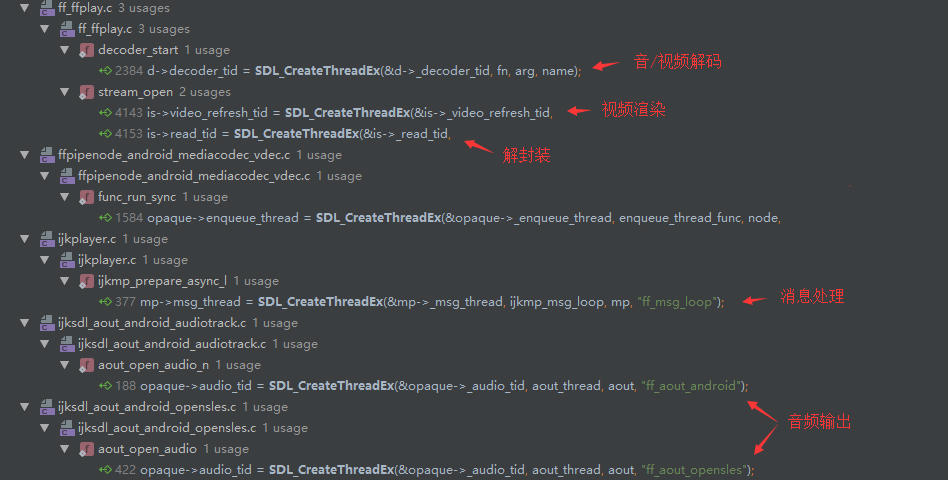 ff_ffplay.c 3 usages
ff_ffplay.c 3 usages
decoder_start 1 usage
2384 d->decoder_tid = SDL_CreateThreadEx(&d->_decoder_tid, fn, arg, name);
音/视频解码
stream_open 2 usages
4143 is->video_refresh_tid = SDL_CreateThreadEx(&is->_video_refresh_tid,
视频渲染
4153 is->read_tid = SDL_CreateThreadEx(&is->_read_tid,
解封装
ffpipenode_android_mediacodec_vdec.c 1 usage
ffpipenode_android_mediacodec_vdec.c 1 usage
func_run_sync 1 usage
1584 opaque->enqueue_thread = SDL_CreateThreadEx(&opaque->_enqueue_thread, enqueue_thread_func, node,
ijkplayer.c 1 usage
ijkplayer.c 1 usage
ijkmp_prepare_async_l 1 usage
377 mp->msg_thread = SDL_CreateThreadEx(&mp->_msg_thread, ijkmp_msg_loop, mp, "ff_msg_loop");
消息处理
ijksdl_aout_android_audiotrack.c 1 usage
ijksdl_aout_android_audiotrack.c 1 usage
aout_open_audio_n 1 usage
188 opaque->audio_tid = SDL_CreateThreadEx(&opaque->_audio_tid, aout_thread, aout, "ff_aout_android");
ijksdl_aout_android_opensles.c 1 usage
音频输出
ijksdl_aout_android_opensles.c 1 usage
aout_open_audio 1 usage
422 opaque->audio_tid = SDL_CreateThreadEx(&opaque->_audio_tid, aout_thread, aout, "ff_aout_opensles");